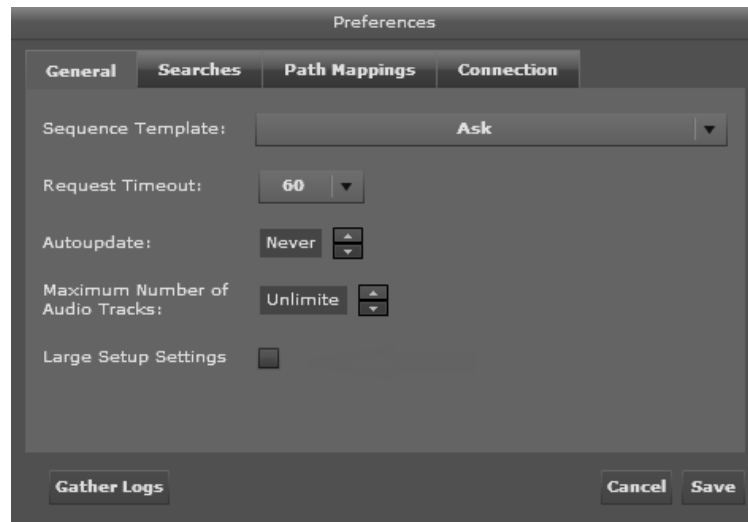 Preferences
General Searches Path Mappings Connection
Sequence Template: Ask
Request Timeout: 60
Autoupdate: Never
Maximum Number of
Audio Tracks: Unlimite
Large Setup Settings
Gather Logs Cancel Save